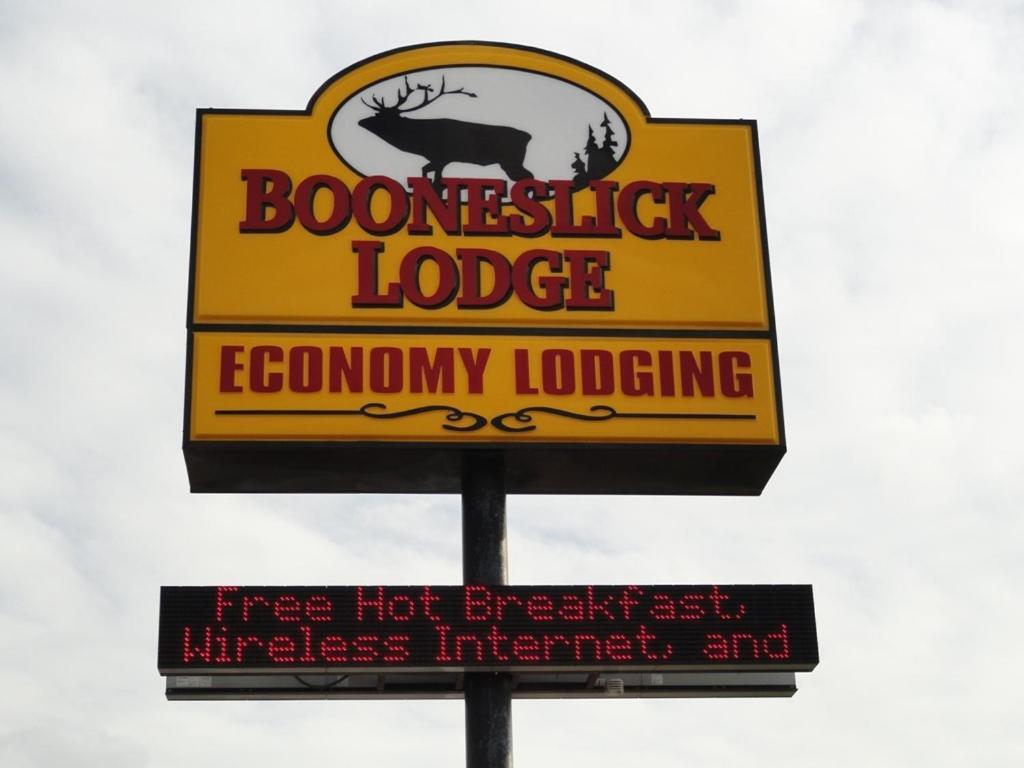 BOONESLICK
LODGE
ECONOMY LODGING
Free Hot Breakfast,
Wireless Internet, and